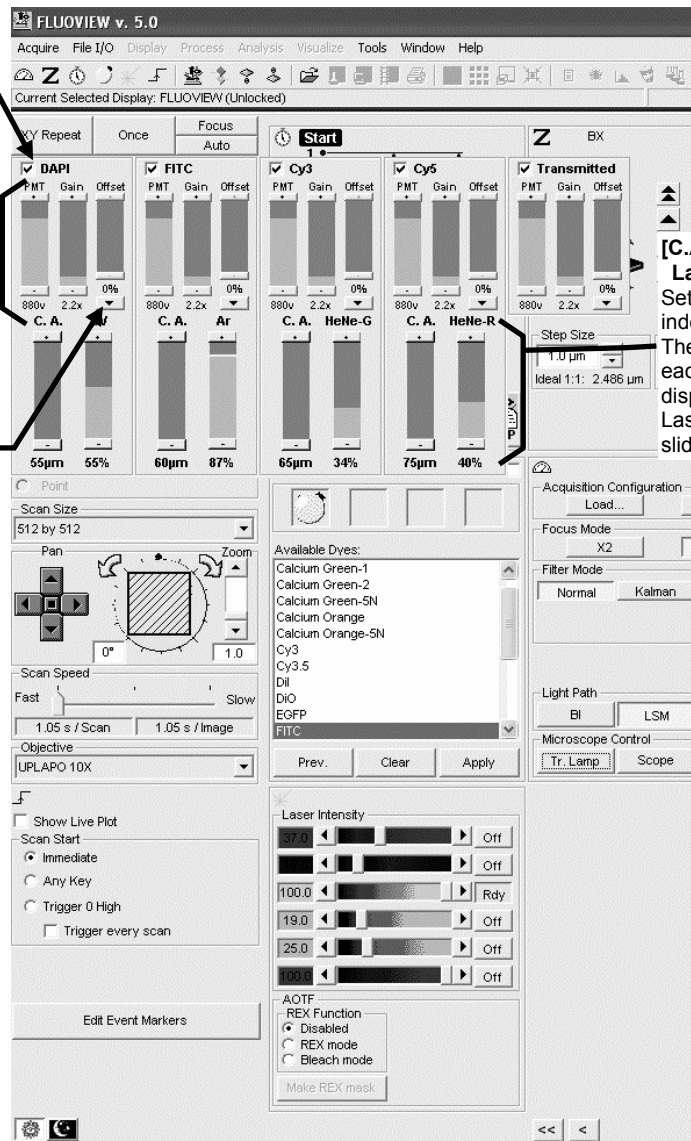 FLUOVIEW v. 5.0
Acquire File I/O Display Process Analysis Visualize Tools Window Help
Current Selected Display: FLUOVIEW (Unlocked)
XY Repeat Once Focus
Auto
Start
1
Z BX
DAPI FITC Cy3 Cy5 Transmitted
PMT Gain Offset PMT Gain Offset PMT Gain Offset PMT Gain Offset PMT Gain Offset
0% 0% 0% 0% 0%
880v 2.2x 880v 2.2x 880v 2.2x 880v 2.2x 880v 2.2x
C. A. C. A. Ar C. A. HeNe-G C. A. HeNe-R
55µm 55% 60µm 87% 65µm 34% 75µm 40%
[C.A
La
Set
inde
The
eac
disp
Las
slid
Step Size
1.0 µm
Ideal 1:1: 2.486 µm
P
Point
Scan Size
512 by 512
Pan Zoom
0° 1.0
Scan Speed
Fast Slow
1.05 s / Scan 1.05 s / Image
Objective
UPLAPO 10X
Available Dyes:
Calcium Green-1
Calcium Green-2
Calcium Green-5N
Calcium Orange
Calcium Orange-5N
Cy3
Cy3.5
DiI
DiO
EGFP
FITC
Prev. Clear Apply
Acquisition Configuration
Load...
Focus Mode
X2
Filter Mode
Normal Kalman
Light Path
BI LSM
Microscope Control
Tr. Lamp Scope
Show Live Plot
Scan Start
Immediate
Any Key
Trigger 0 High
Trigger every scan
Edit Event Markers
Laser Intensity
37.0 Off
Off
100.0 Rdy
19.0 Off
25.0 Off
100.0 Off
AOTF
REX Function
Disabled
REX mode
Bleach mode
Make REX mask
<< <